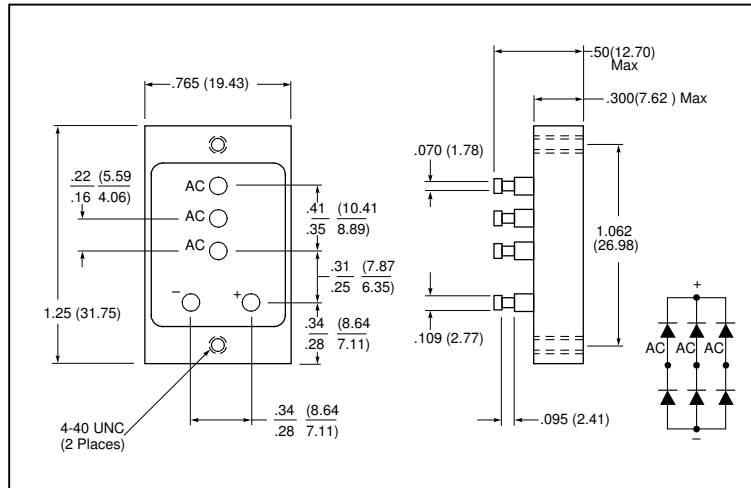 .765 (19.43)
.50(12.70)
Max
.300(7.62 ) Max
.070 (1.78)
.22 (5.59
.16 4.06)
AC
AC
AC
.41 (10.41
.35 8.89)
1.062
(26.98)
.31 (7.87
.25 6.35)
– +
1.25 (31.75)
.34 (8.64
.28 7.11)
.109 (2.77)
+
AC AC AC
–
4-40 UNC
(2 Places)
.34 (8.64
.28 7.11)
.095 (2.41)